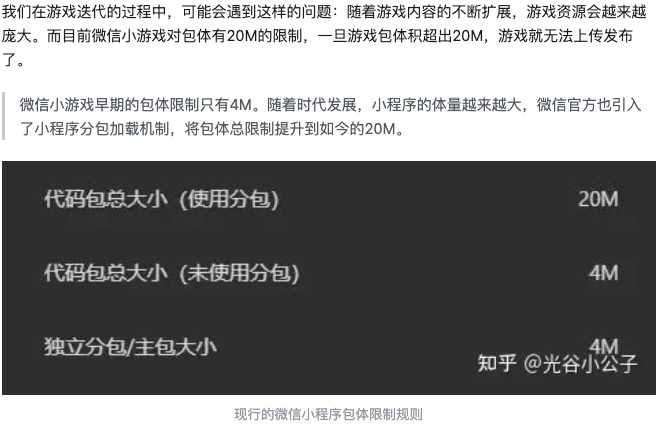 我们在游戏迭代的过程中，可能会遇到这样的问题：随着游戏内容的不断扩展，游戏资源会越来越
庞大。而目前微信小游戏对包体有20M的限制，一旦游戏包体积超出20M，游戏就无法上传发布
了。
微信小游戏早期的包体限制只有4M。随着时代发展，小程序的体量越来越大，微信官方也引入
了小程序分包加载机制，将包体总限制提升到如今的20M。
代码包总大小（使用分包） 20M
代码包总大小（未使用分包） 4M
独立分包/主包大小 4M
知乎 @光谷小公子
现行的微信小程序包体限制规则